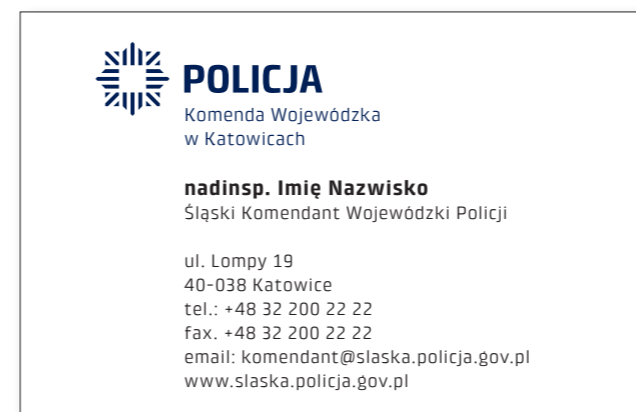 POLICJA
Komenda Wojewódzka
w Katowicach
nadinsp. Imię Nazwisko
Śląski Komendant Wojewódzki Policji
ul. Lompy 19
40-038 Katowice
tel.: +48 32 200 22 22
fax. +48 32 200 22 22
email: komendant@slaska.policja.gov.pl
www.slaska.policja.gov.pl